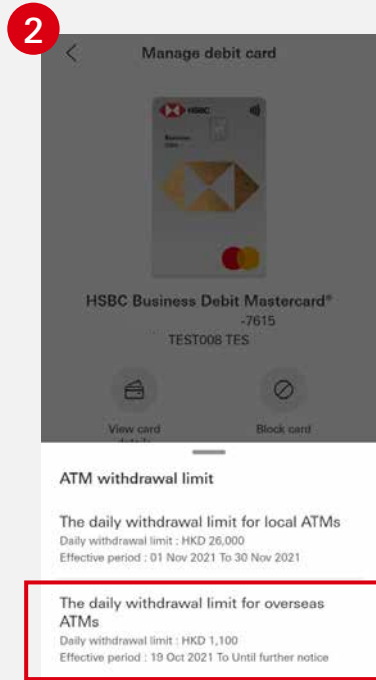 2
Manage debit card
HSBC
Business
Debit
HSBC Business Debit Mastercard®
-7615
TEST008 TES
View card
details
Block card
ATM withdrawal limit
The daily withdrawal limit for local ATMs
Daily withdrawal limit : HKD 26,000
Effective period : 01 Nov 2021 To 30 Nov 2021
The daily withdrawal limit for overseas
ATMs
Daily withdrawal limit : HKD 1,100
Effective period : 19 Oct 2021 To Until further notice